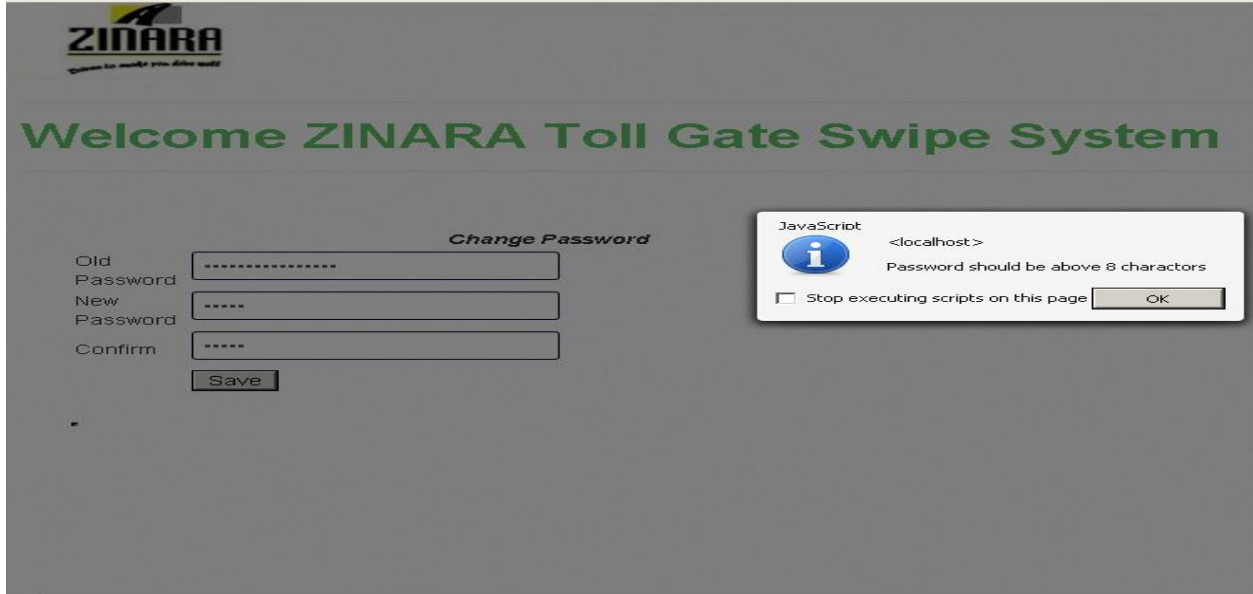 ZINARA
Welcome ZINARA Toll Gate Swipe System
Change Password
Old
Password
New
Password
Confirm
Save
JavaScript
<localhost>
Password should be above 8 charactors
Stop executing scripts on this page
OK